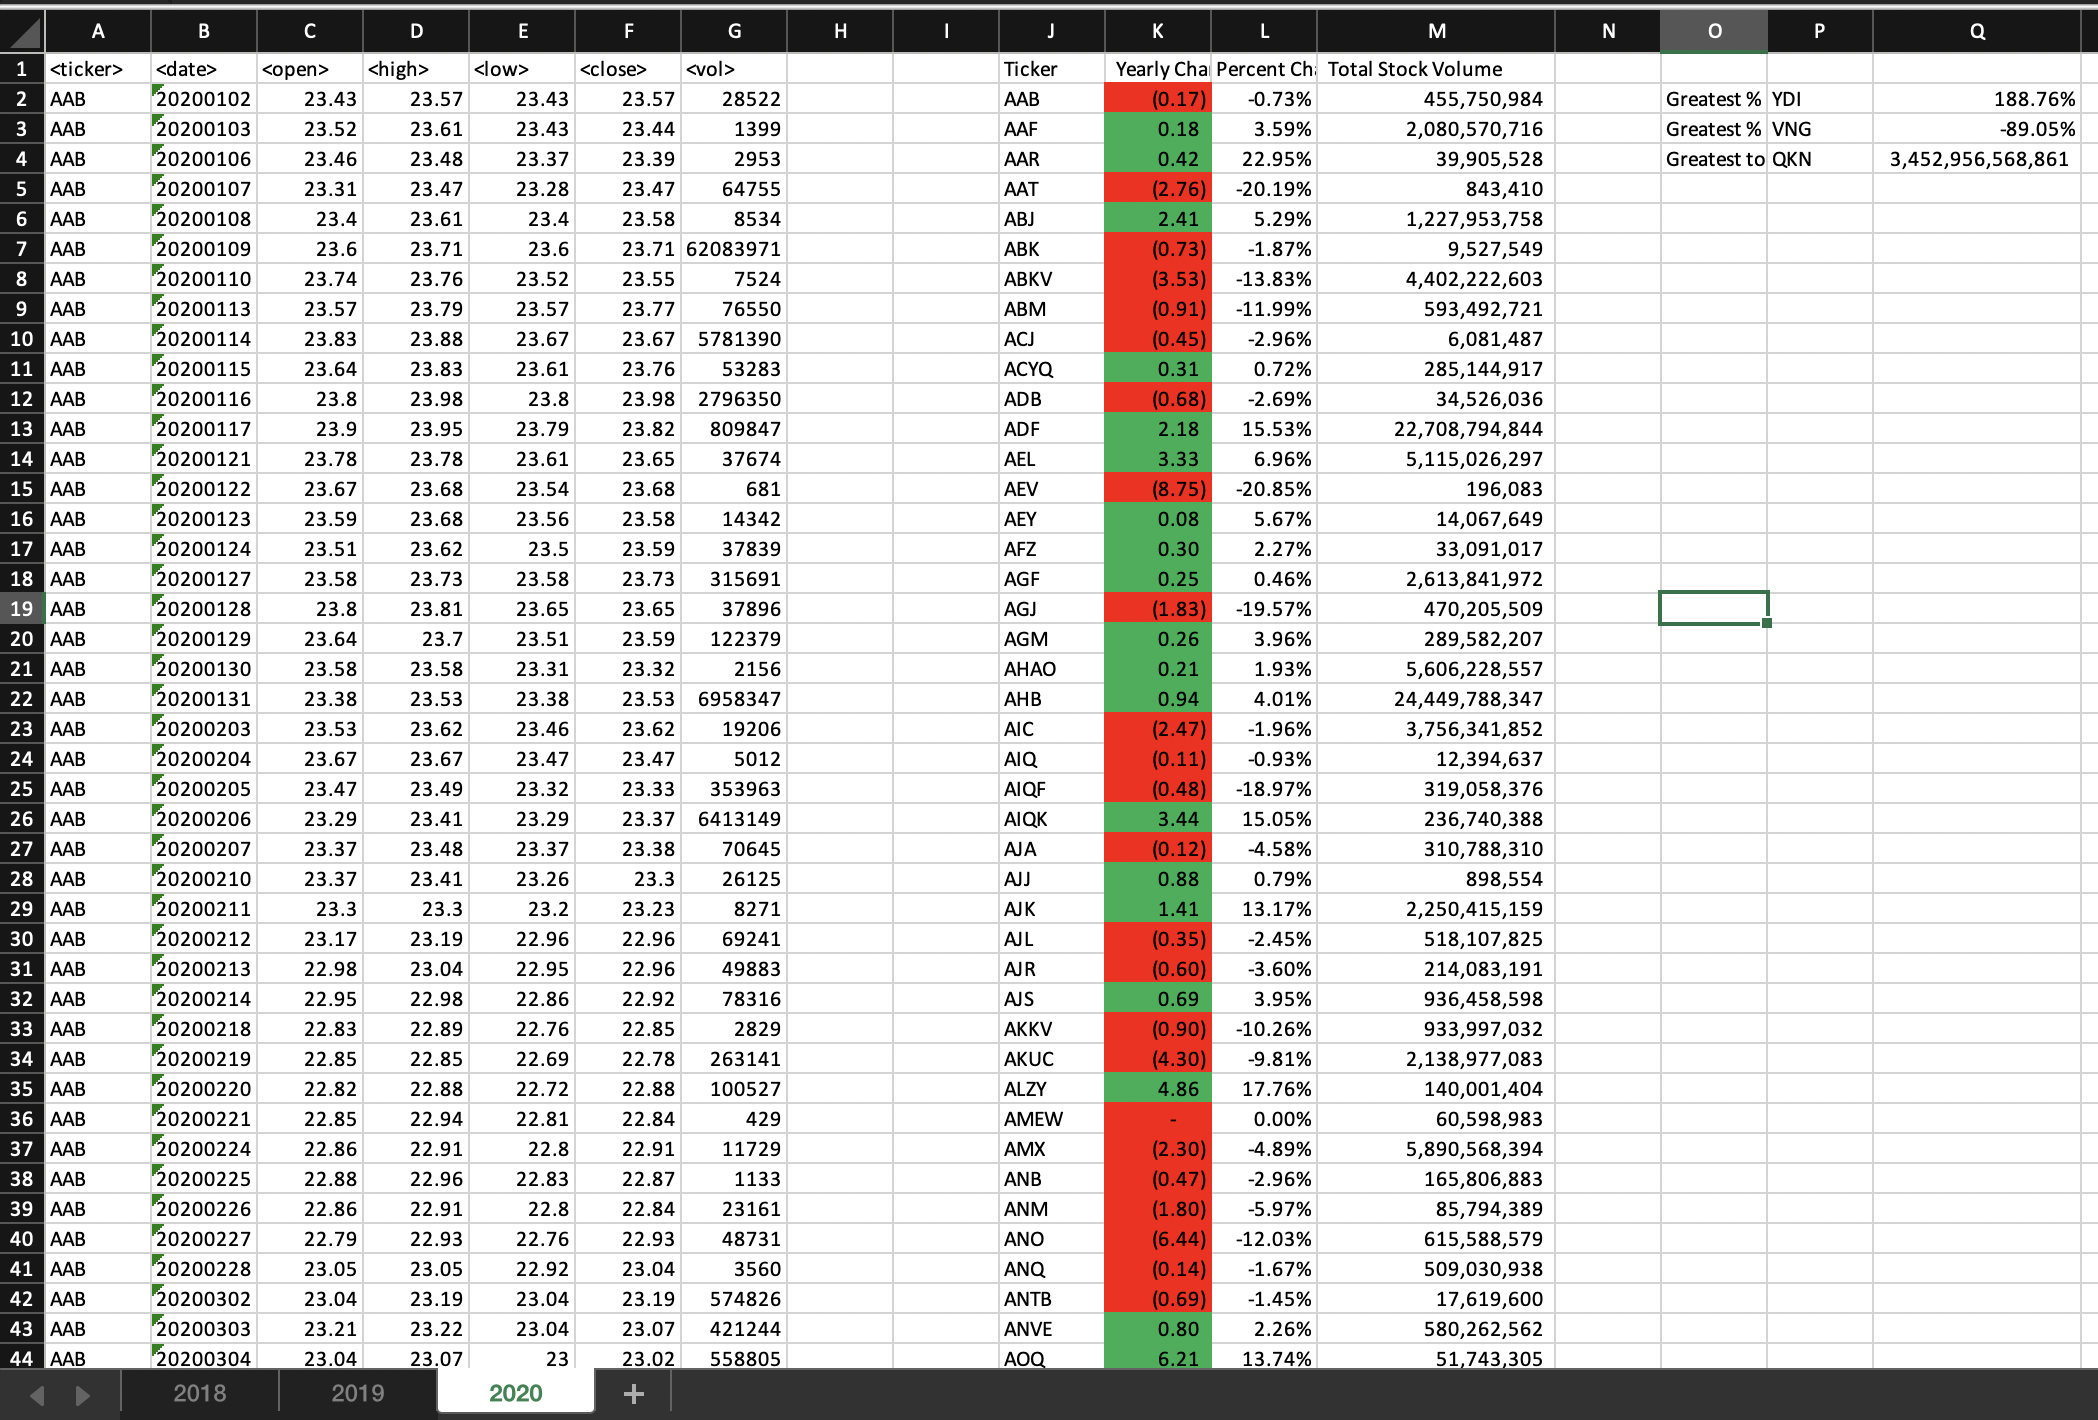 A B C D E F G H I J K L M N O P Q
1 <ticker> <date> <open> <high> <low> <close> <vol> Ticker Yearly Cha Percent Ch Total Stock Volume
2 AAB 20200102 23.43 23.57 23.43 23.57 28522 AAB (0.17) -0.73% 455,750,984 Greatest % YDI 188.76%
3 AAB 20200103 23.52 23.61 23.43 23.44 1399 AAF 0.18 3.59% 2,080,570,716 Greatest % VNG -89.05%
4 AAB 20200106 23.46 23.48 23.37 23.39 2953 AAR 0.42 22.95% 39,905,528 Greatest to QKN 3,452,956,568,861
5 AAB 20200107 23.31 23.47 23.28 23.47 64755 AAT (2.76) -20.19% 843,410
6 AAB 20200108 23.4 23.61 23.4 23.58 8534 ABJ 2.41 5.29% 1,227,953,758
7 AAB 20200109 23.6 23.71 23.6 23.71 62083971 ABK (0.73) -1.87% 9,527,549
8 AAB 20200110 23.74 23.76 23.52 23.55 7524 ABKV (3.53) -13.83% 4,402,222,603
9 AAB 20200113 23.57 23.79 23.57 23.77 76550 ABM (0.91) -11.99% 593,492,721
10 AAB 20200114 23.83 23.88 23.67 23.67 5781390 ACJ (0.45) -2.96% 6,081,487
11 AAB 20200115 23.64 23.83 23.61 23.76 53283 ACYQ 0.31 0.72% 285,144,917
12 AAB 20200116 23.8 23.98 23.8 23.98 2796350 ADB (0.68) -2.69% 34,526,036
13 AAB 20200117 23.9 23.95 23.79 23.82 809847 ADF 2.18 15.53% 22,708,794,844
14 AAB 20200121 23.78 23.78 23.61 23.65 37674 AEL 3.33 6.96% 5,115,026,297
15 AAB 20200122 23.67 23.68 23.54 23.68 681 AEV (8.75) -20.85% 196,083
16 AAB 20200123 23.59 23.68 23.56 23.58 14342 AEY 0.08 5.67% 14,067,649
17 AAB 20200124 23.51 23.62 23.5 23.59 37839 AFZ 0.30 2.27% 33,091,017
18 AAB 20200127 23.58 23.73 23.58 23.73 315691 AGF 0.25 0.46% 2,613,841,972
19 AAB 20200128 23.8 23.81 23.65 23.65 37896 AGJ (1.83) -19.57% 470,205,509
20 AAB 20200129 23.64 23.7 23.51 23.59 122379 AGM 0.26 3.96% 289,582,207
21 AAB 20200130 23.58 23.58 23.31 23.32 2156 AHAO 0.21 1.93% 5,606,228,557
22 AAB 20200131 23.38 23.53 23.38 23.53 6958347 AHB 0.94 4.01% 24,449,788,347
23 AAB 20200203 23.53 23.62 23.46 23.62 19206 AIC (2.47) -1.96% 3,756,341,852
24 AAB 20200204 23.67 23.67 23.47 23.47 5012 AIQ (0.11) -0.93% 12,394,637
25 AAB 20200205 23.47 23.49 23.32 23.33 353963 AIQF (0.48) -18.97% 319,058,376
26 AAB 20200206 23.29 23.41 23.29 23.37 6413149 AIQK 3.44 15.05% 236,740,388
27 AAB 20200207 23.37 23.48 23.37 23.38 70645 AJA (0.12) -4.58% 310,788,310
28 AAB 20200210 23.37 23.41 23.26 23.3 26125 AJJ 0.88 0.79% 898,554
29 AAB 20200211 23.3 23.3 23.2 23.23 8271 AJK 1.41 13.17% 2,250,415,159
30 AAB 20200212 23.17 23.19 22.96 22.96 69241 AJL (0.35) -2.45% 518,107,825
31 AAB 20200213 22.98 23.04 22.95 22.96 49883 AJR (0.60) -3.60% 214,083,191
32 AAB 20200214 22.95 22.98 22.86 22.92 78316 AJS 0.69 3.95% 936,458,598
33 AAB 20200218 22.83 22.89 22.76 22.85 2829 AKKV (0.90) -10.26% 933,997,032
34 AAB 20200219 22.85 22.85 22.69 22.78 263141 AKUC (4.30) -9.81% 2,138,977,083
35 AAB 20200220 22.82 22.88 22.72 22.88 100527 ALZY 4.86 17.76% 140,001,404
36 AAB 20200221 22.85 22.94 22.81 22.84 429 AMEW - 0.00% 60,598,983
37 AAB 20200224 22.86 22.91 22.8 22.91 11729 AMX (2.30) -4.89% 5,890,568,394
38 AAB 20200225 22.88 22.96 22.83 22.87 1133 ANB (0.47) -2.96% 165,806,883
39 AAB 20200226 22.86 22.91 22.8 22.84 23161 ANM (1.80) -5.97% 85,794,389
40 AAB 20200227 22.79 22.93 22.76 22.93 48731 ANO (6.44) -12.03% 615,588,579
41 AAB 20200228 23.05 23.05 22.92 23.04 3560 ANQ (0.14) -1.67% 509,030,938
42 AAB 20200302 23.04 23.19 23.04 23.19 574826 ANTB (0.69) -1.45% 17,619,600
43 AAB 20200303 23.21 23.22 23.04 23.07 421244 ANVE 0.80 2.26% 580,262,562
44 AAB 20200304 23.04 23.07 23 23.02 558805 AOQ 6.21 13.74% 51,743,305
2018 2019 2020 +